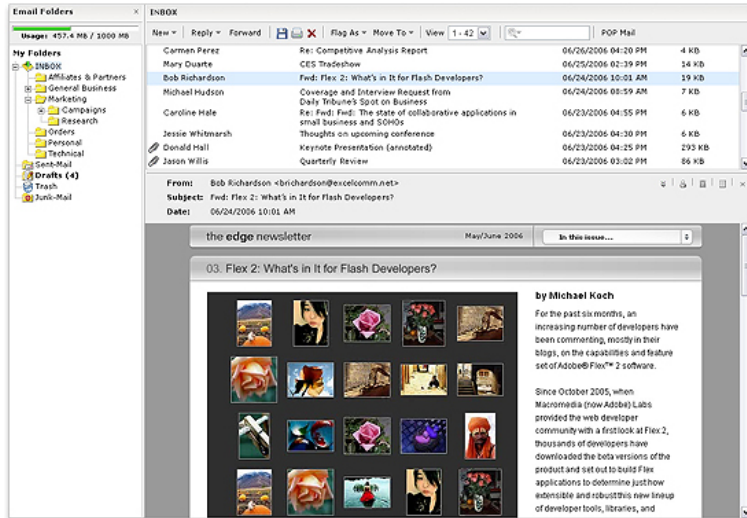 Email Folders ×
Usage: 457.4 MB / 1000 MB
My Folders
INBOX
Affiliates & Partners
General Business
Marketing
Campaigns
Research
Orders
Personal
Technical
Sent-Mail
Drafts (4)
Trash
Junk-Mail
INBOX
New Reply Forward Flag As Move To View 1 - 42 POP Mail
Carmen Perez Re: Competitive Analysis Report 06/26/2006 04:20 PM 4 KB
Mary Duarte CES Tradeshow 06/25/2006 02:39 PM 14 KB
Bob Richardson Fwd: Flex 2: What's in It for Flash Developers? 06/24/2006 10:01 AM 19 KB
Michael Hudson Coverage and Interview Request from 06/24/2006 08:59 AM 7 KB
Daily Tribune's Spot on Business
Caroline Hale Re: Fwd: Fwd: The state of collaborative applications in 06/23/2006 04:55 PM 6 KB
small business and SOHOs
Jessie Whitmarsh Thoughts on upcoming conference 06/23/2006 04:30 PM 6 KB
Donald Hall Keynote Presentation (annotated) 06/23/2006 04:25 PM 293 KB
Jason Willis Quarterly Review 06/23/2006 03:02 PM 86 KB
From: Bob Richardson <brichardson@excelcomm.net>
Subject: Fwd: Flex 2: What's in It for Flash Developers?
Date: 06/24/2006 10:01 AM
the edge newsletter May/June 2006 In this issue...
03. Flex 2: What's in It for Flash Developers?
by Michael Koch
For the past six months, an
increasing number of developers have
been commenting, mostly in their
blogs, on the capabilities and feature
set of Adobe® Flex™ 2 software.
Since October 2005, when
Macromedia (now Adobe) Labs
provided the web developer
community with a first look at Flex 2,
thousands of developers have
downloaded the beta versions of the
product and set out to build Flex
applications to determine just how
extensible and robust this new lineup
of developer tools, libraries, and